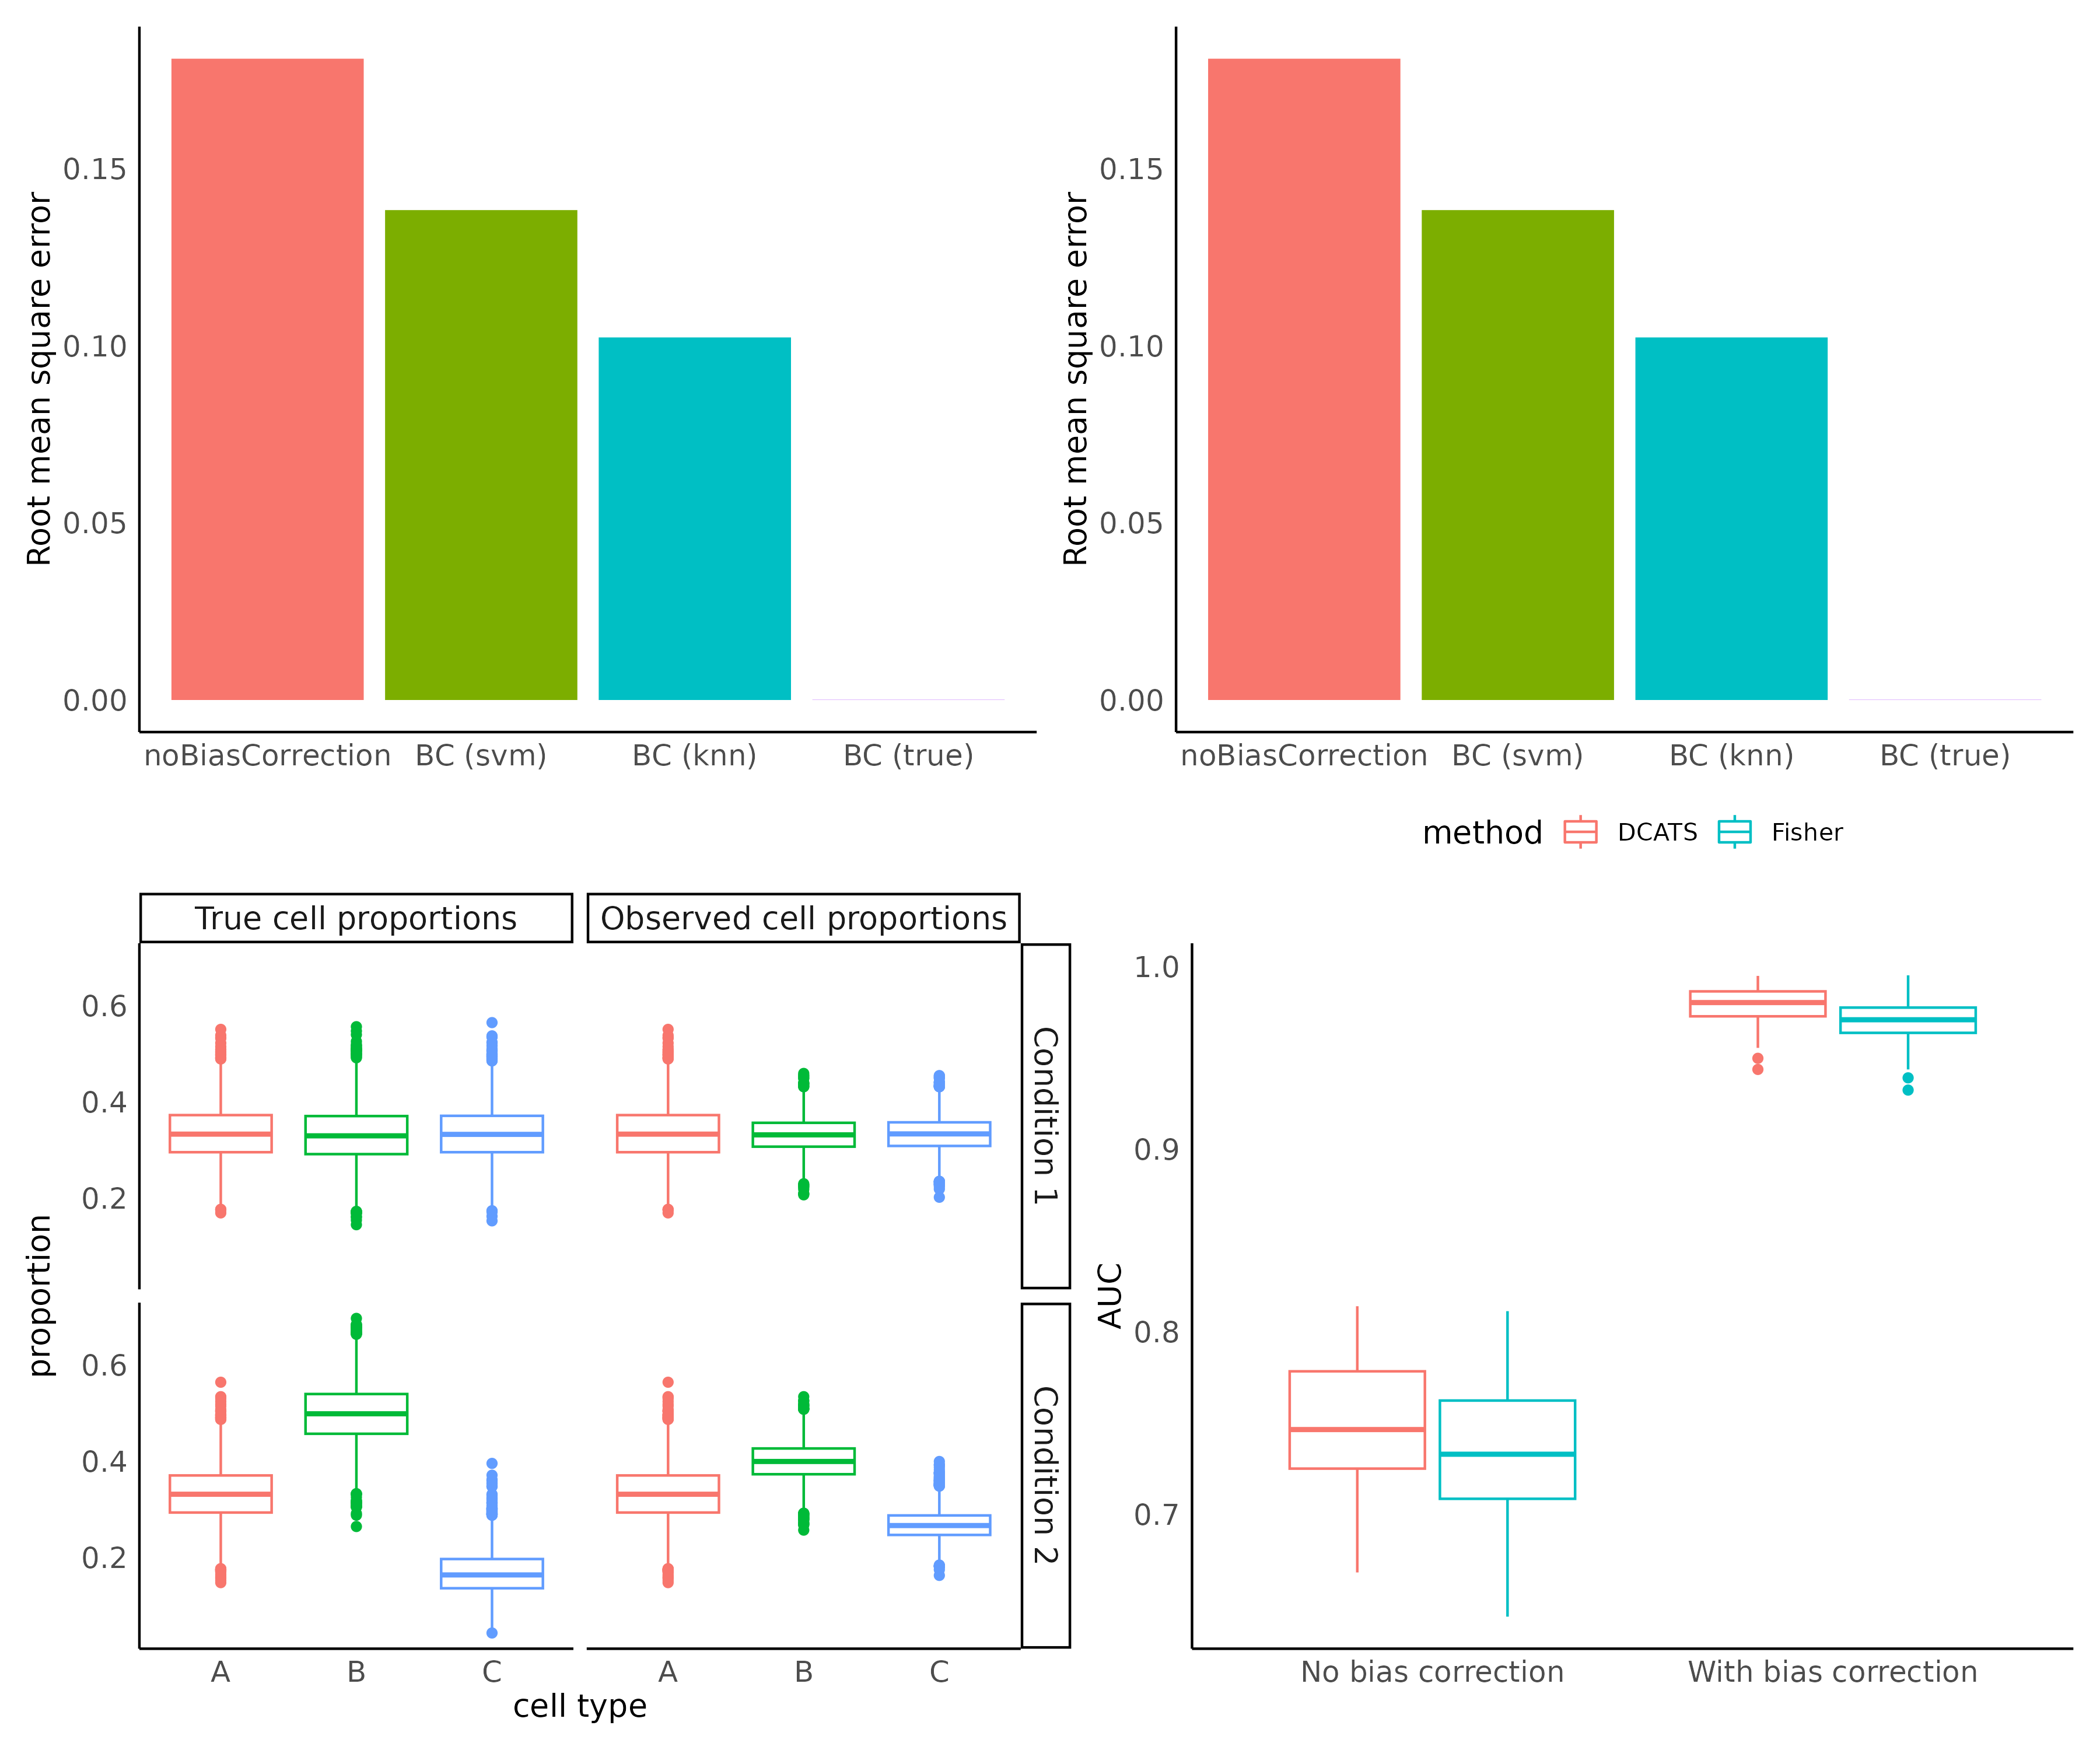 Root mean square error
0.15
0.10
0.05
0.00
noBiasCorrection BC (svm) BC (knn) BC (true)
Root mean square error
0.15
0.10
0.05
0.00
noBiasCorrection BC (svm) BC (knn) BC (true)
True cell proportions Observed cell proportions
proportion
0.6
0.4
0.2
Condition 1
0.6
0.4
0.2
Condition 2
A B C A B C
cell type
method DCATS Fisher
AUC
1.0
0.9
0.8
0.7
No bias correction With bias correction